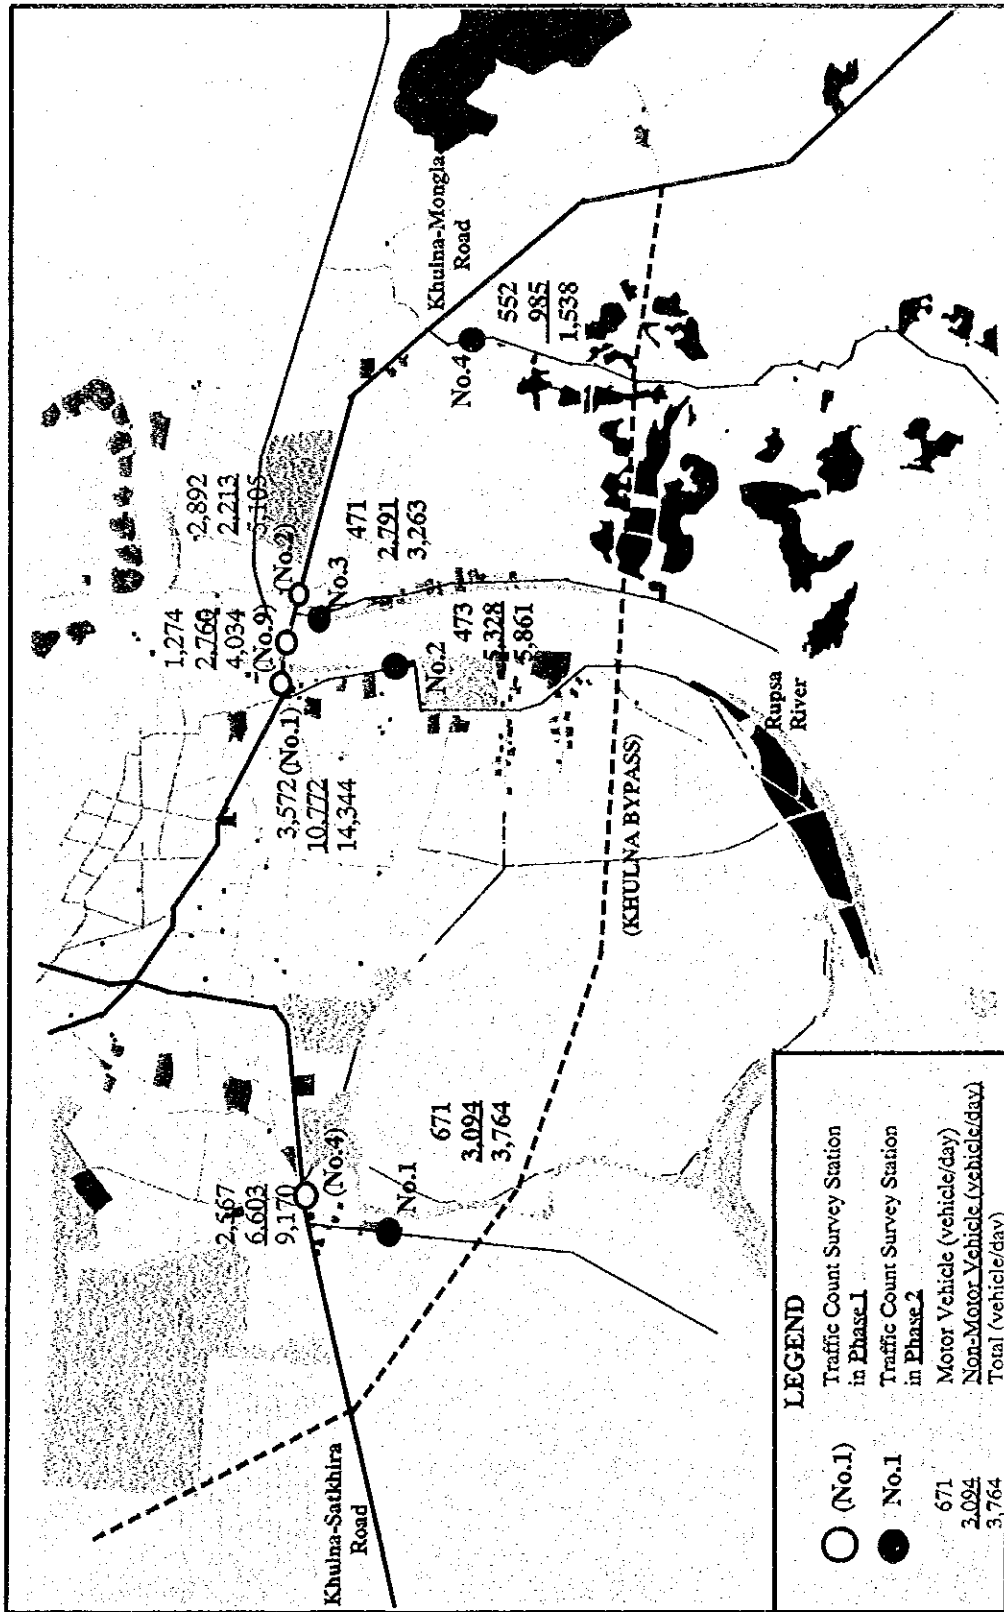 Khulna-Satkhira
Road
2,567
6,603
9,170
(No.4)
No.1
671
3,094
3,764
3,572
10,772
14,344
(No.1)
1,274
2,760
4,034
(No.9)
2,892
2,213
5,105
(No.2)
No.3
471
2,791
3,263
No.2
473
5,328
5,861
Khulna-Mongla
Road
No.4
552
985
1,538
(KHULNA BYPASS)
Rupsa
River
LEGEND
(No.1) Traffic Count Survey Station
in Phase 1
No.1 Traffic Count Survey Station
in Phase 2
671 Motor Vehicle (vehicle/day)
3,094 Non-Motor Vehicle (vehicle/day)
3,764 Total (vehicle/day)